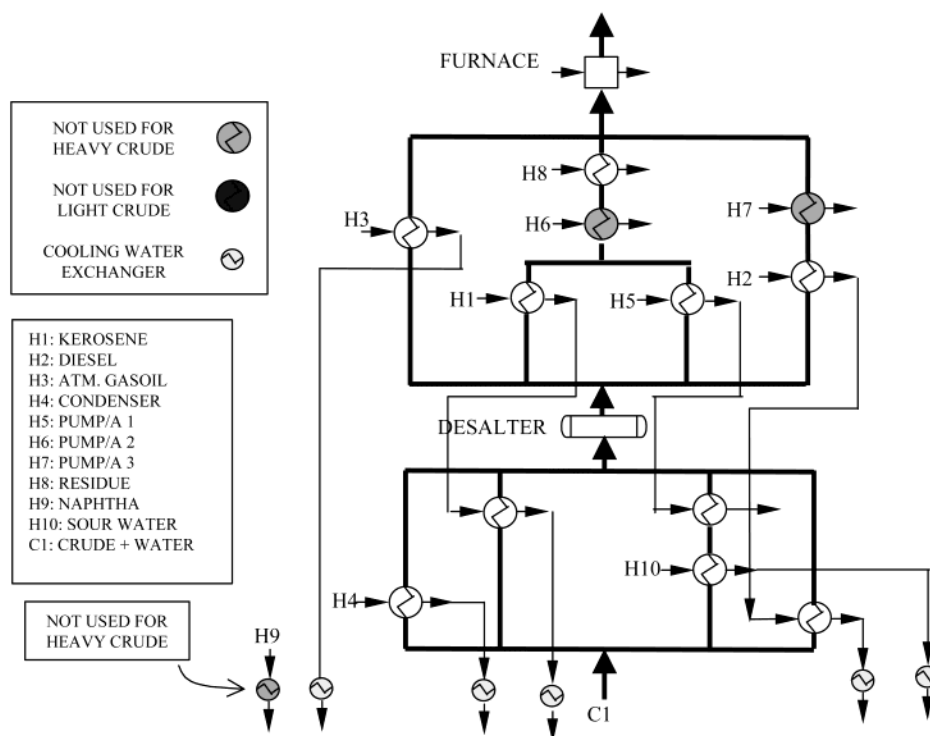 FURNACE
NOT USED FOR
HEAVY CRUDE
NOT USED FOR
LIGHT CRUDE
COOLING WATER
EXCHANGER
H8
H3
H6
H7
H2
H1
H5
H1: KEROSENE
H2: DIESEL
H3: ATM. GASOIL
H4: CONDENSER
H5: PUMP/A 1
H6: PUMP/A 2
H7: PUMP/A 3
H8: RESIDUE
H9: NAPHTHA
H10: SOUR WATER
C1: CRUDE + WATER
DESALTER
H10
H4
NOT USED FOR
HEAVY CRUDE
H9
C1